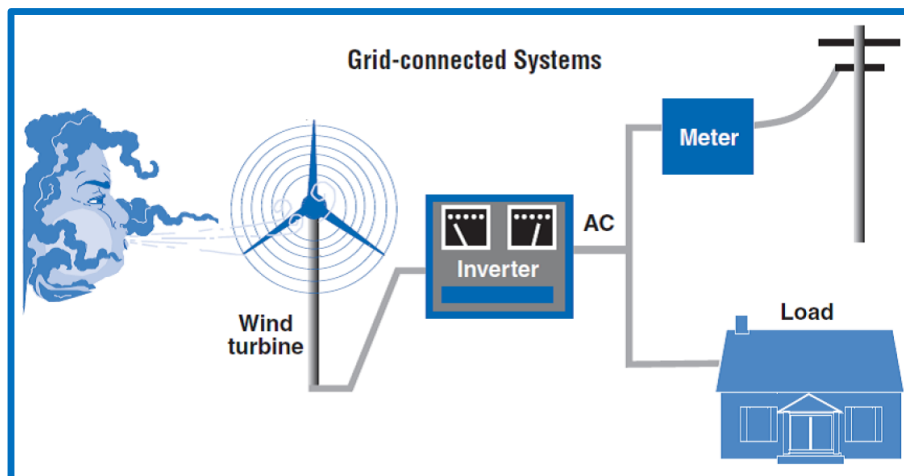 Grid-connected Systems
Meter
AC
Inverter
Wind
turbine
Load